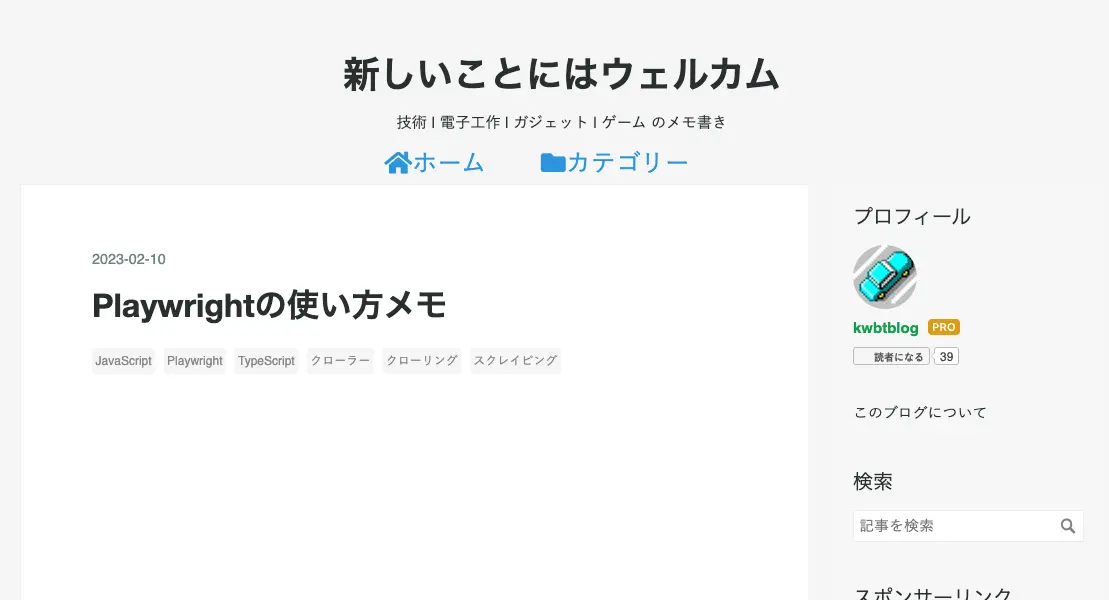 新しいことにはウェルカム
技術 | 電子工作 | ガジェット | ゲーム のメモ書き
ホーム カテゴリー
2023-02-10
Playwrightの使い方メモ
JavaScript Playwright TypeScript クローラー クローリング スクレイピング
プロフィール
kwbtblog PRO
読者になる 39
このブログについて
検索
記事を検索
スポンサーリンク